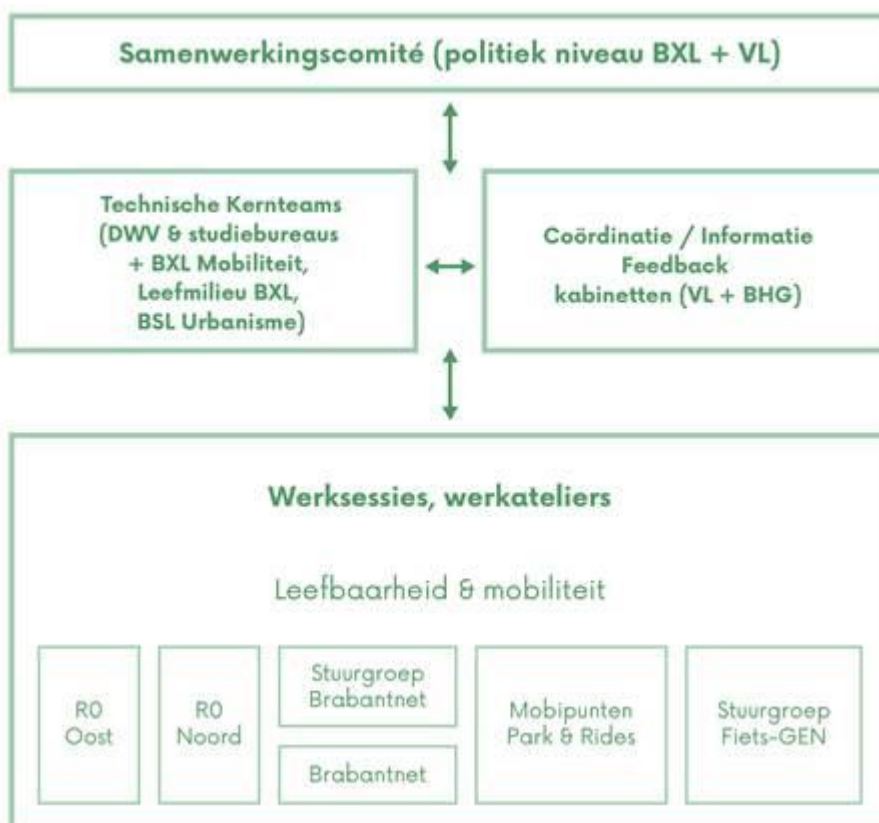 Samenwerkingscomité (politiek niveau BXL + VL)
Technische Kernteams
(DWV & studiebureaus
+ BXL Mobiliteit,
Leefmilieu BXL,
BSL Urbanisme)
Coördinatie / Informatie
Feedback
kabinetten (VL + BHG)
Werksessies, werkateliers
Leefbaarheid & mobiliteit
R0
Oost
R0
Noord
Stuurgroep
Brabantnet
Brabantnet
Mobipunten
Park & Rides
Stuurgroep
Fiets-GEN